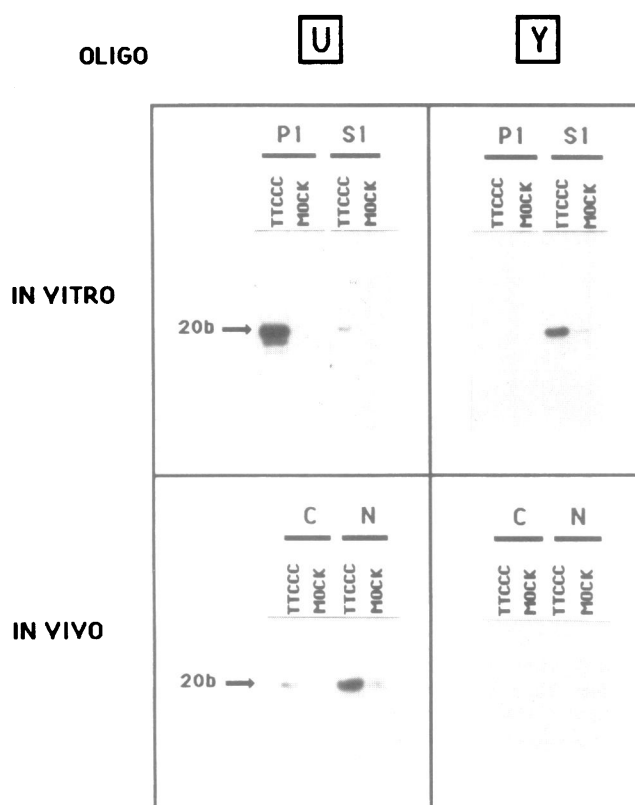 OLIGO U Y
P1 S1 P1 S1
TTCCC MOCK TTCCC MOCK TTCCC MOCK TTCCC MOCK
IN VITRO
20b
C N C N
TTCCC MOCK TTCCC MOCK TTCCC MOCK TTCCC MOCK
IN VIVO
20b